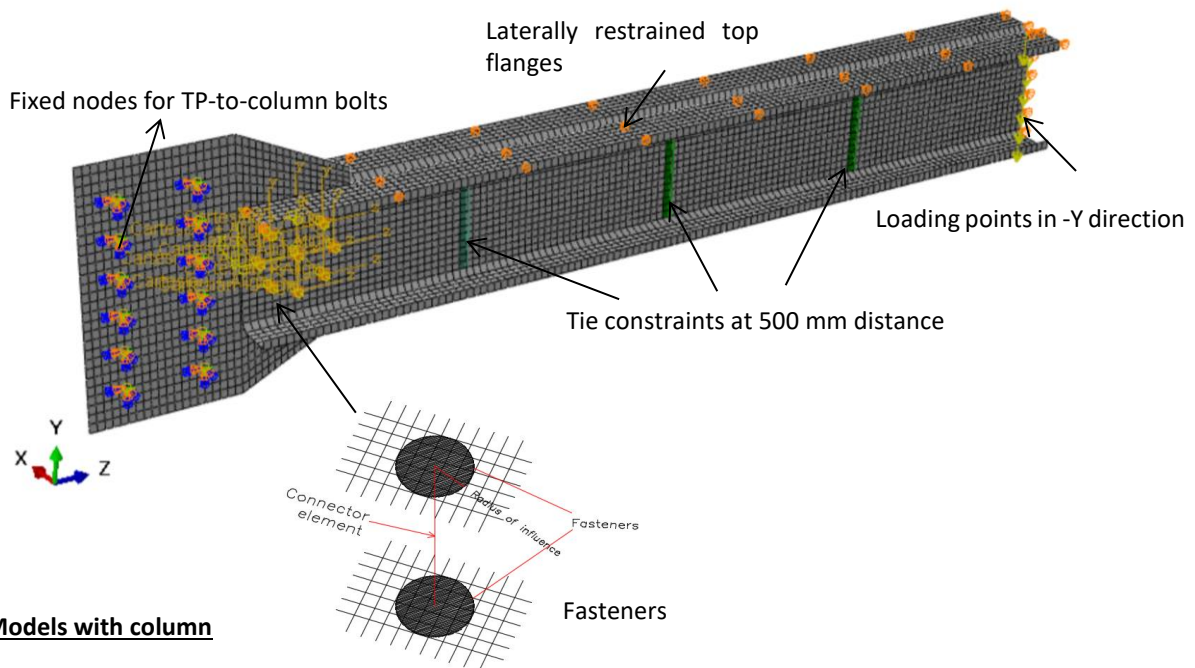 Laterally restrained top
flanges
Fixed nodes for TP-to-column bolts
Loading points in -Y direction
Tie constraints at 500 mm distance
Y
X
Z
Connector
element
Radius of influence
Fasteners
Fasteners
Models with column